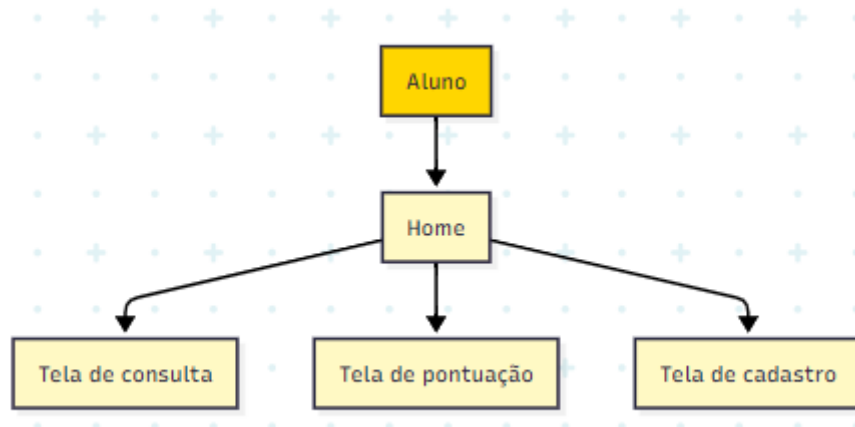 Aluno
Home
Tela de consulta
Tela de pontuação
Tela de cadastro